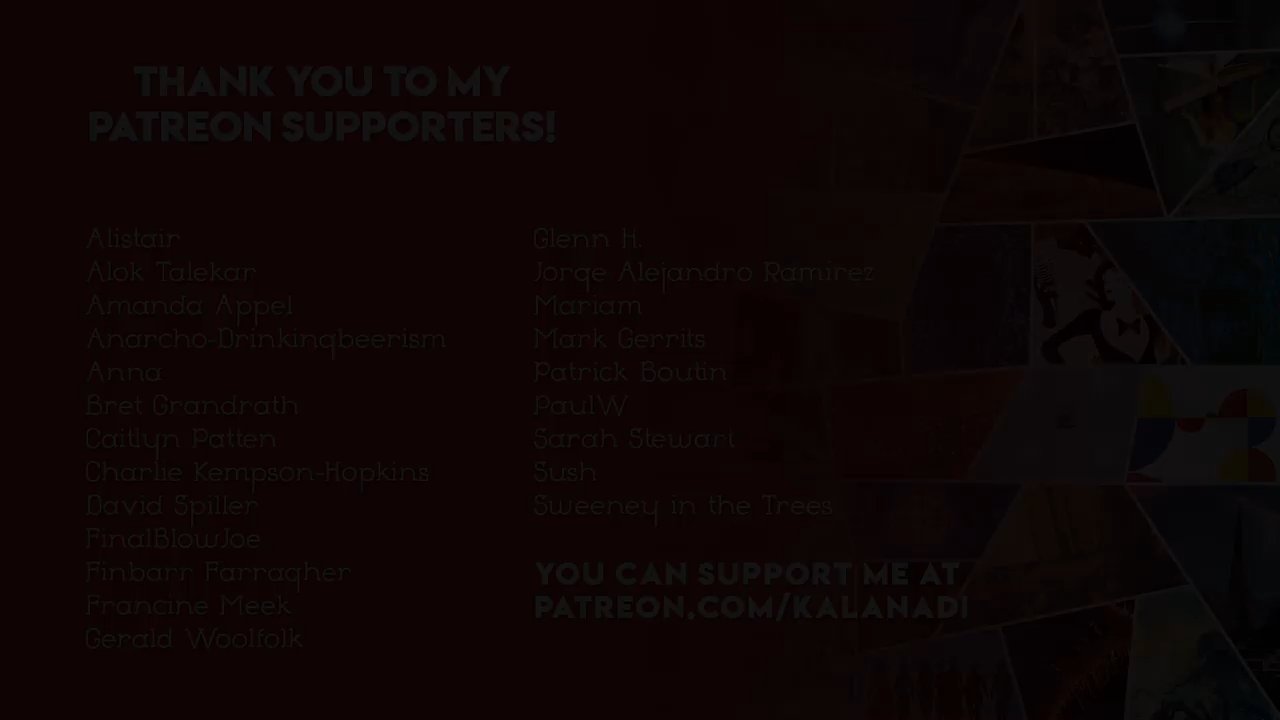 THANK YOU TO MY
PATREON SUPPORTERS!
Alistair
Alok Talekar
Amanda Appel
Anarcho-Drinkingbeerism
Anna
Bret Grandrath
Caitlyn Patten
Charlie Kempson-Hopkins
David Spiller
FinalBlowJoe
Finbarr Farragher
Francine Meek
Gerald Woolfolk
Glenn H.
Jorge Alejandro Ramirez
Mariam
Mark Gerrits
Patrick Boutin
PaulW
Sarah Stewart
Sush
Sweeney in the Trees
YOU CAN SUPPORT ME AT
PATREON.COM/KALANADI